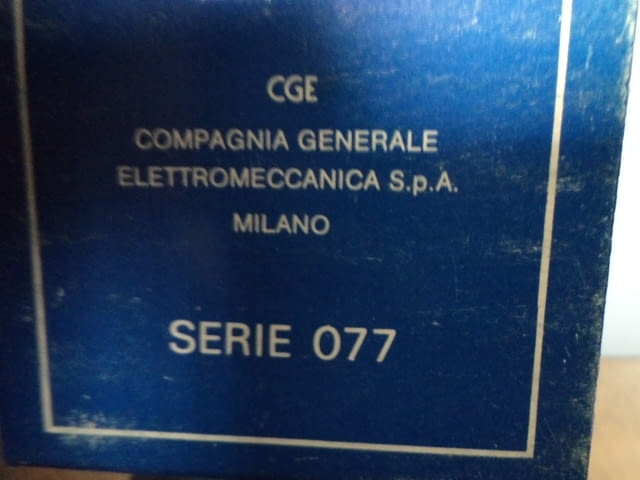 CGE
COMPAGNIA GENERALE
ELETTROMECCANICA S.p.A.
MILANO
SERIE 077